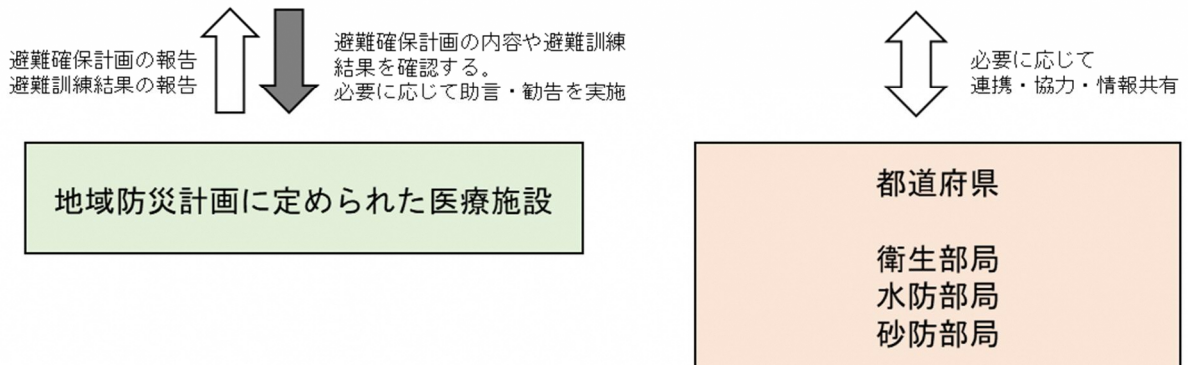 避難確保計画の報告
避難訓練結果の報告
避難確保計画の内容や避難訓練
結果を確認する。
必要に応じて助言・勧告を実施
必要に応じて
連携・協力・情報共有
地域防災計画に定められた医療施設
都道府県
衛生部局
水防部局
砂防部局